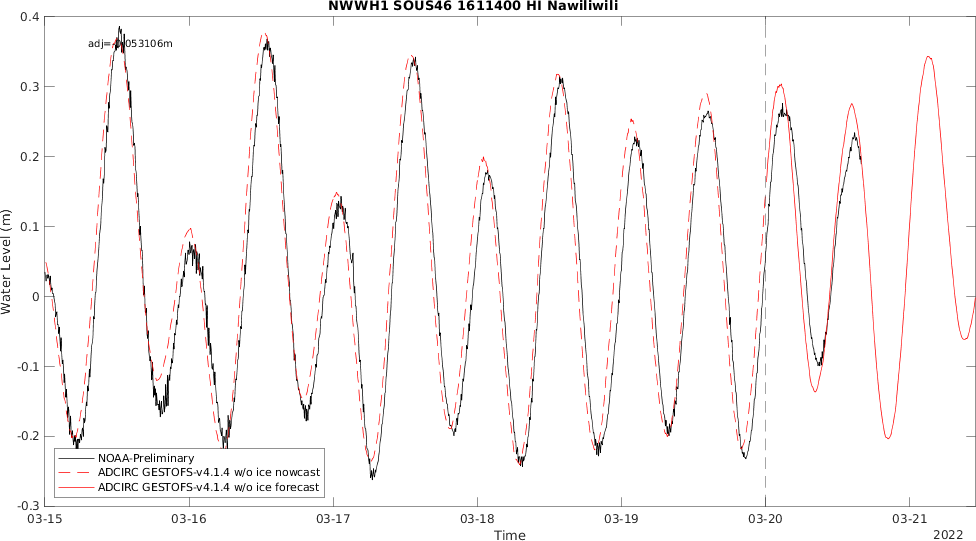 NWWH1 SOUS46 1611400 HI Nawiliwili
adj=-0.053106m
0.4
0.3
0.2
0.1
0
-0.1
-0.2
-0.3
Water Level (m)
NOAA-Preliminary
ADCIRC GESTOFS-v4.1.4 w/o ice nowcast
ADCIRC GESTOFS-v4.1.4 w/o ice forecast
03-15 03-16 03-17 03-18 03-19 03-20 03-21
Time
2022